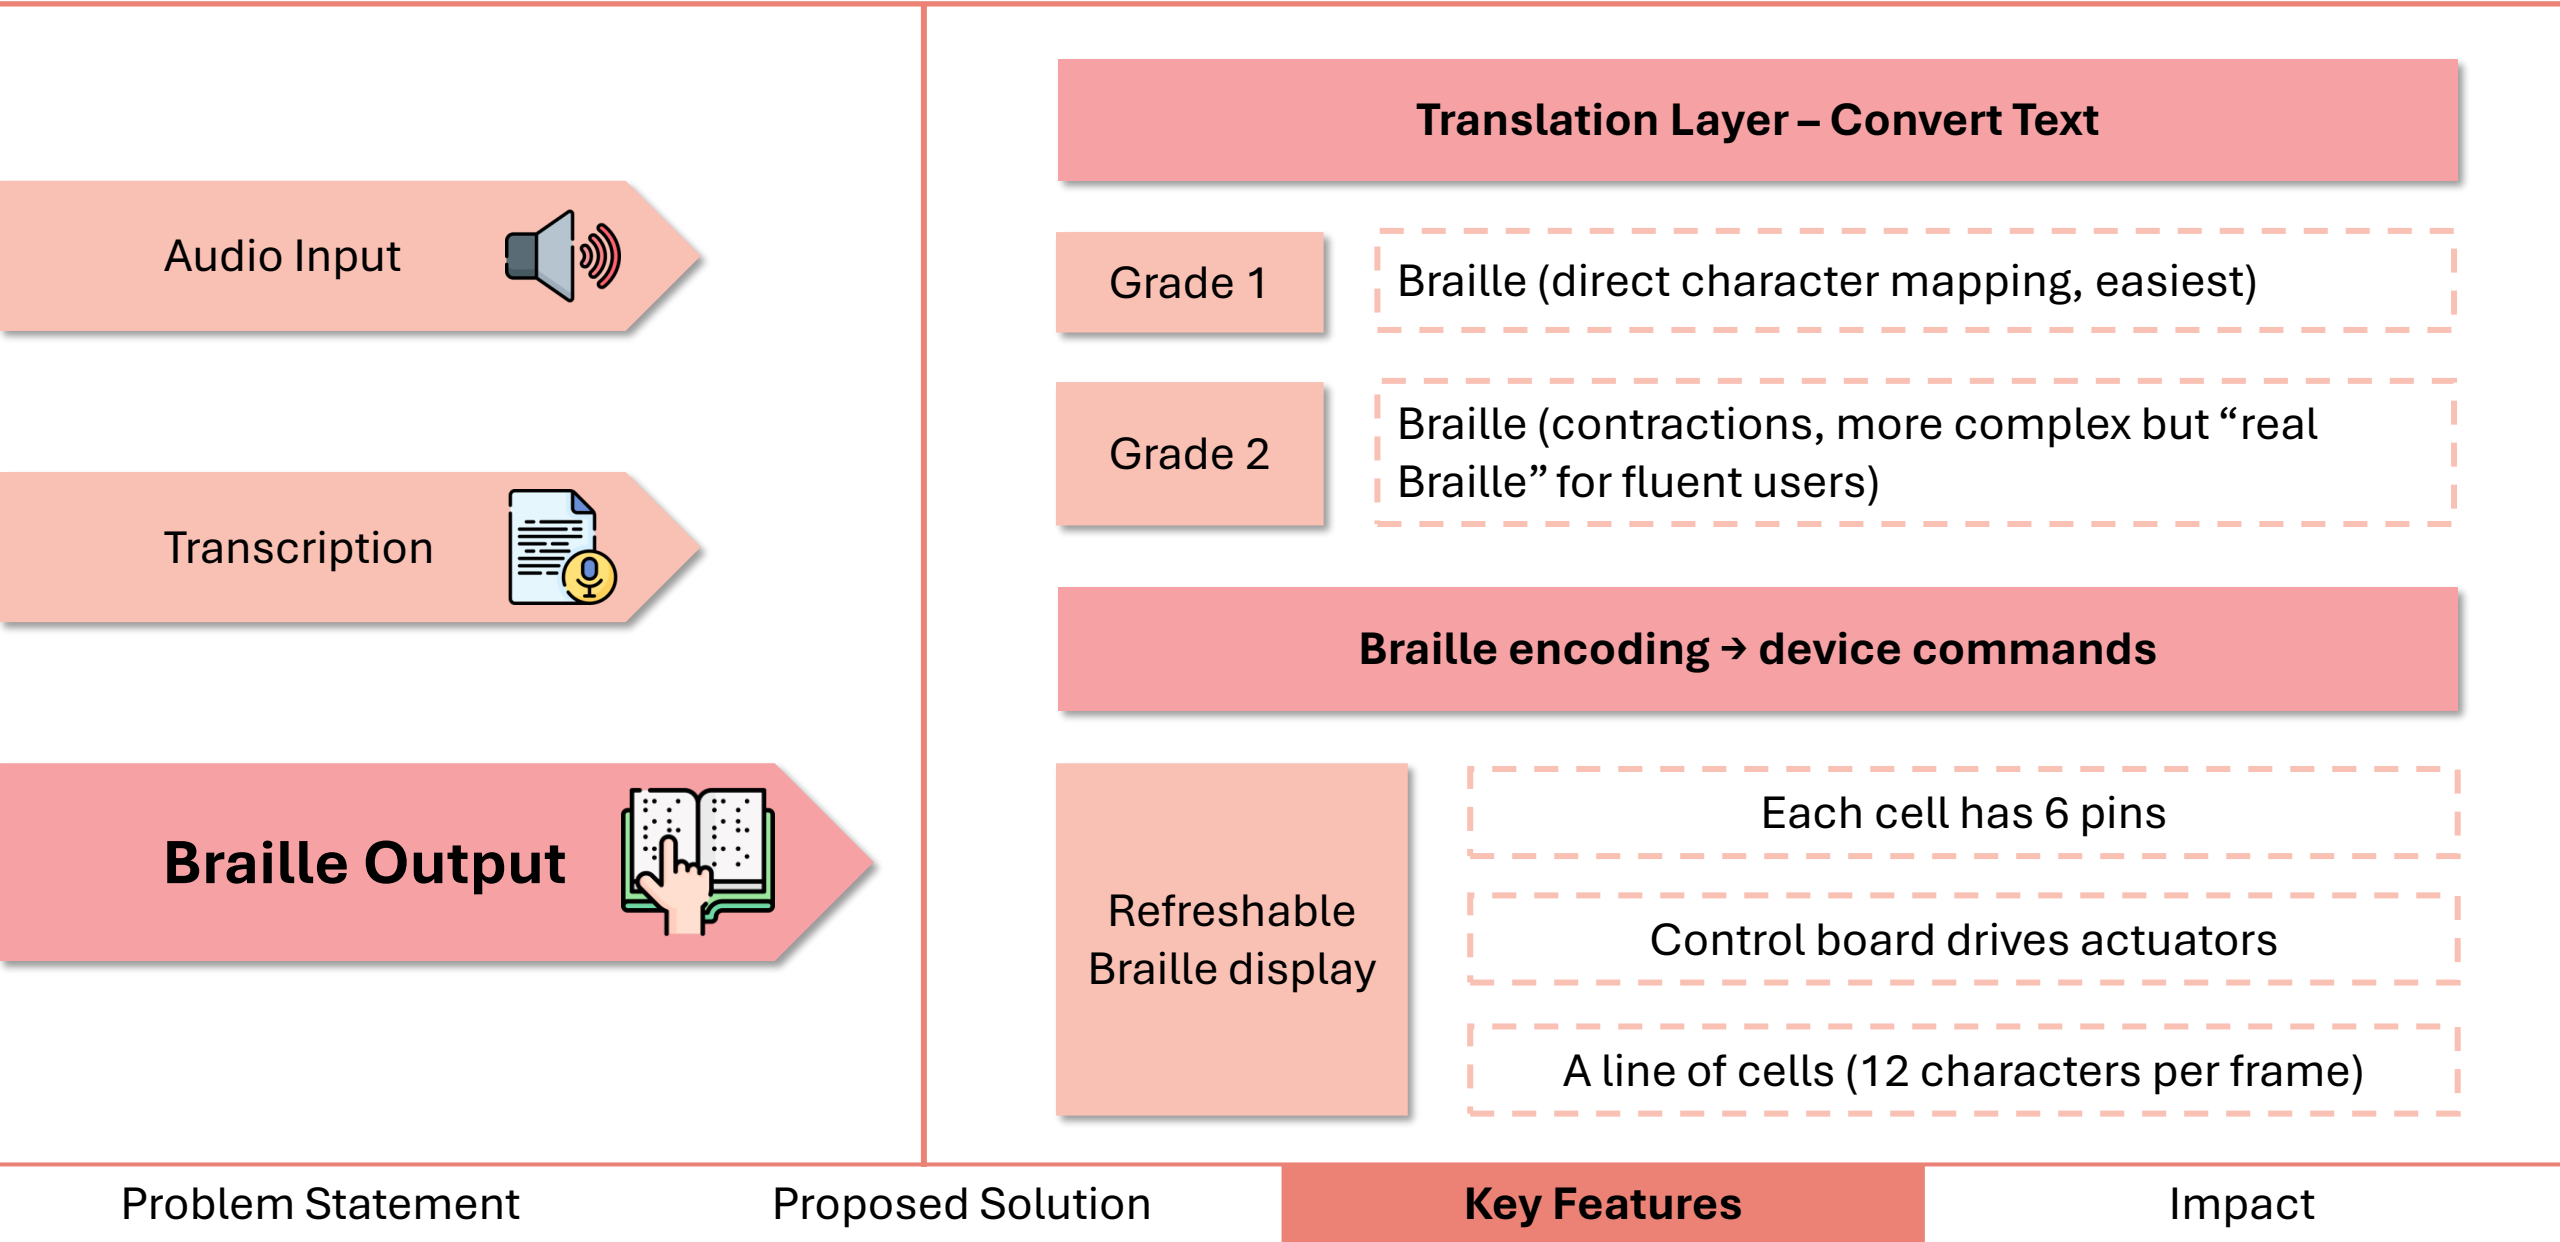 Audio Input
Transcription
Braille Output
Translation Layer – Convert Text
Grade 1
Braille (direct character mapping, easiest)
Grade 2
Braille (contractions, more complex but “real
Braille” for fluent users)
Braille encoding → device commands
Refreshable
Braille display
Each cell has 6 pins
Control board drives actuators
A line of cells (12 characters per frame)
Problem Statement
Proposed Solution
Key Features
Impact